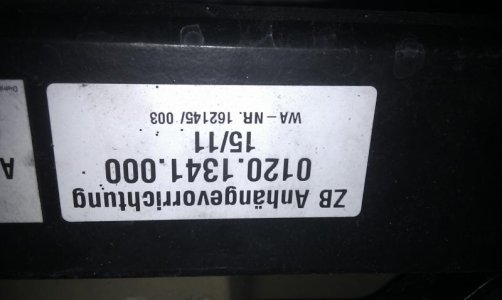 ZB Anhängevorrichtung
0120.1341.000
15/11
WA-NR. 162145/ 003
A